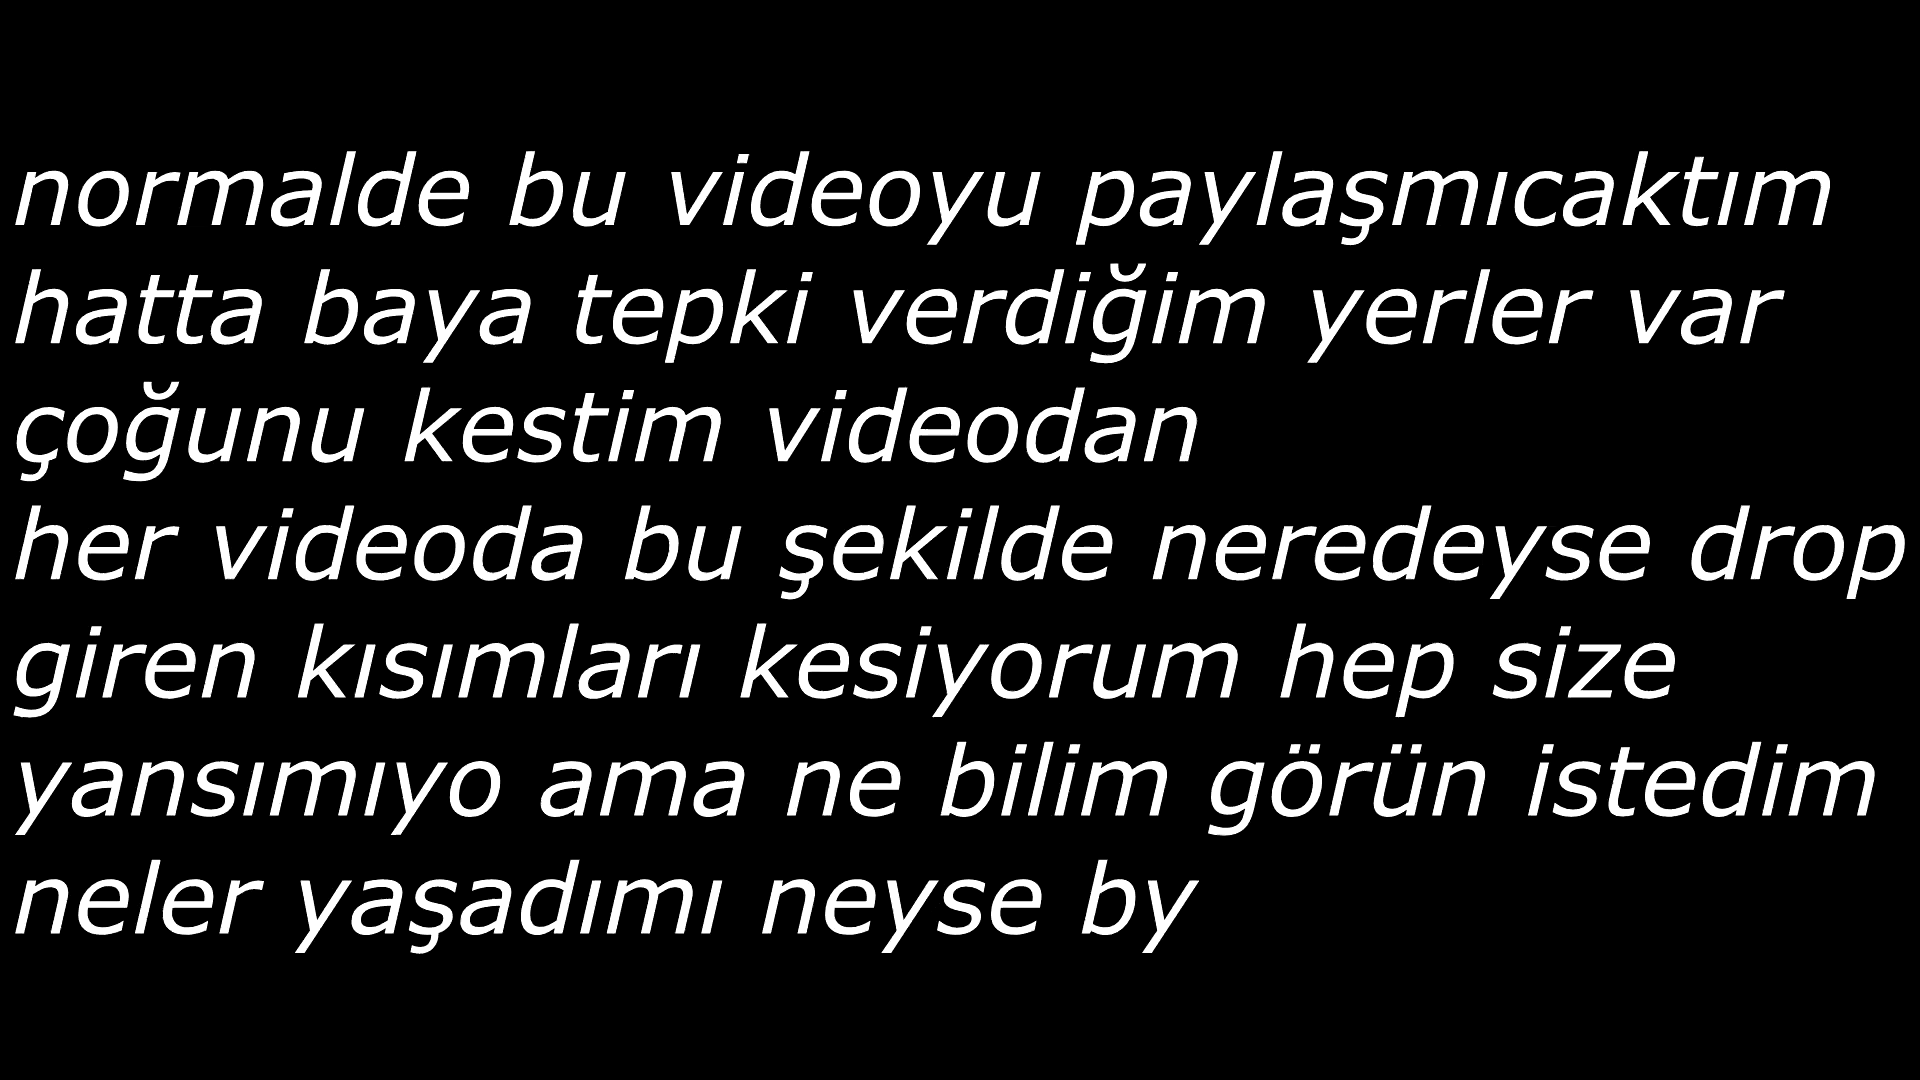 normalde bu videoyu paylaşmıcaktım
hatta baya tepki verdiğim yerler var
çoğunu kestim videodan
her videoda bu şekilde neredeyse drop
giren kısımları kesiyorum hep size
yansımıyo ama ne bilim görün istedim
neler yaşadımı neyse by